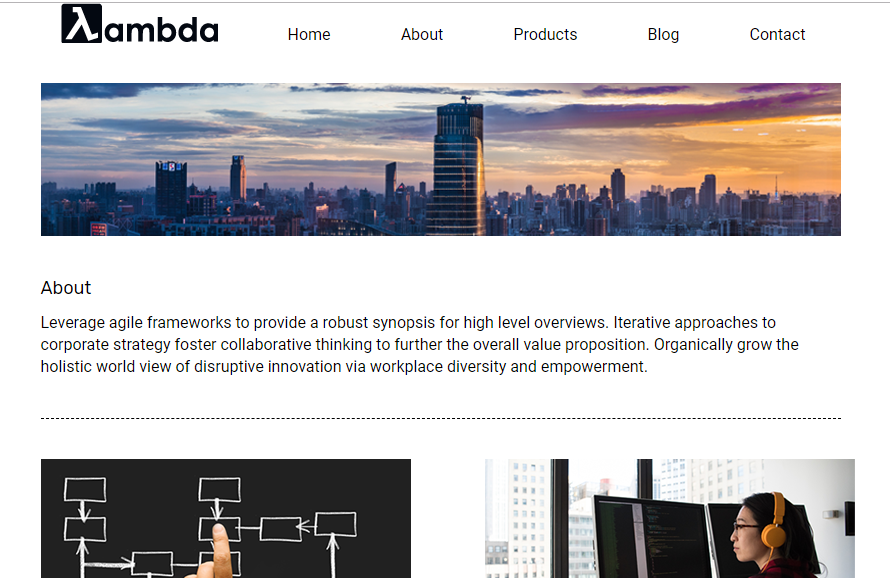 λambda
Home About Products Blog Contact
About
Leverage agile frameworks to provide a robust synopsis for high level overviews. Iterative approaches to
corporate strategy foster collaborative thinking to further the overall value proposition. Organically grow the
holistic world view of disruptive innovation via workplace diversity and empowerment.